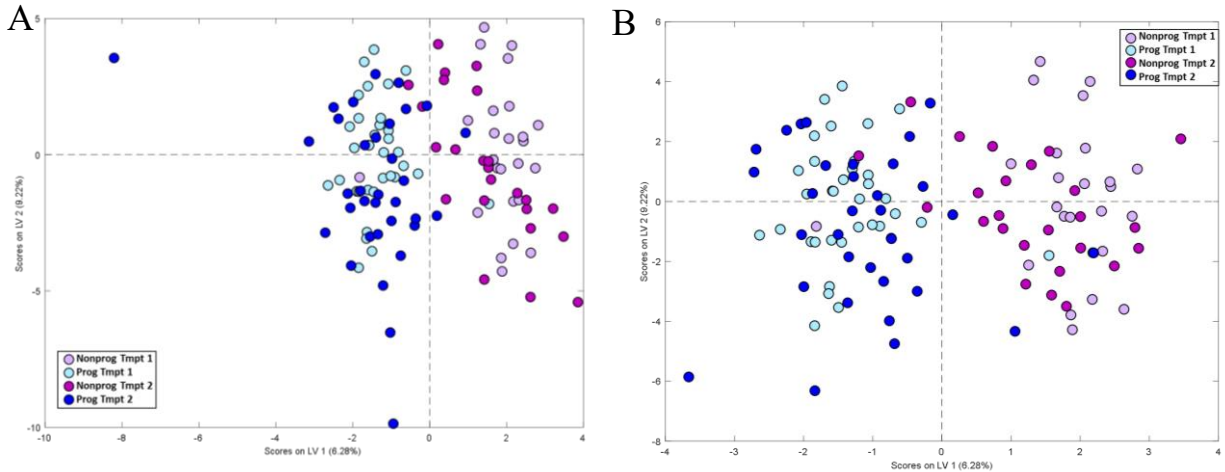 A
5
0
-5
-10
-10
-8
-6
-4
-2
0
2
4
Scores on LV 2 (9.22%)
Scores on LV 1 (6.28%)
Nonprog Tmpt 1
Prog Tmpt 1
Nonprog Tmpt 2
Prog Tmpt 2
B
6
4
2
0
-2
-4
-6
-8
-4
-3
-2
-1
0
1
2
3
4
Scores on LV 2 (9.22%)
Scores on LV 1 (6.28%)
Nonprog Tmpt 1
Prog Tmpt 1
Nonprog Tmpt 2
Prog Tmpt 2